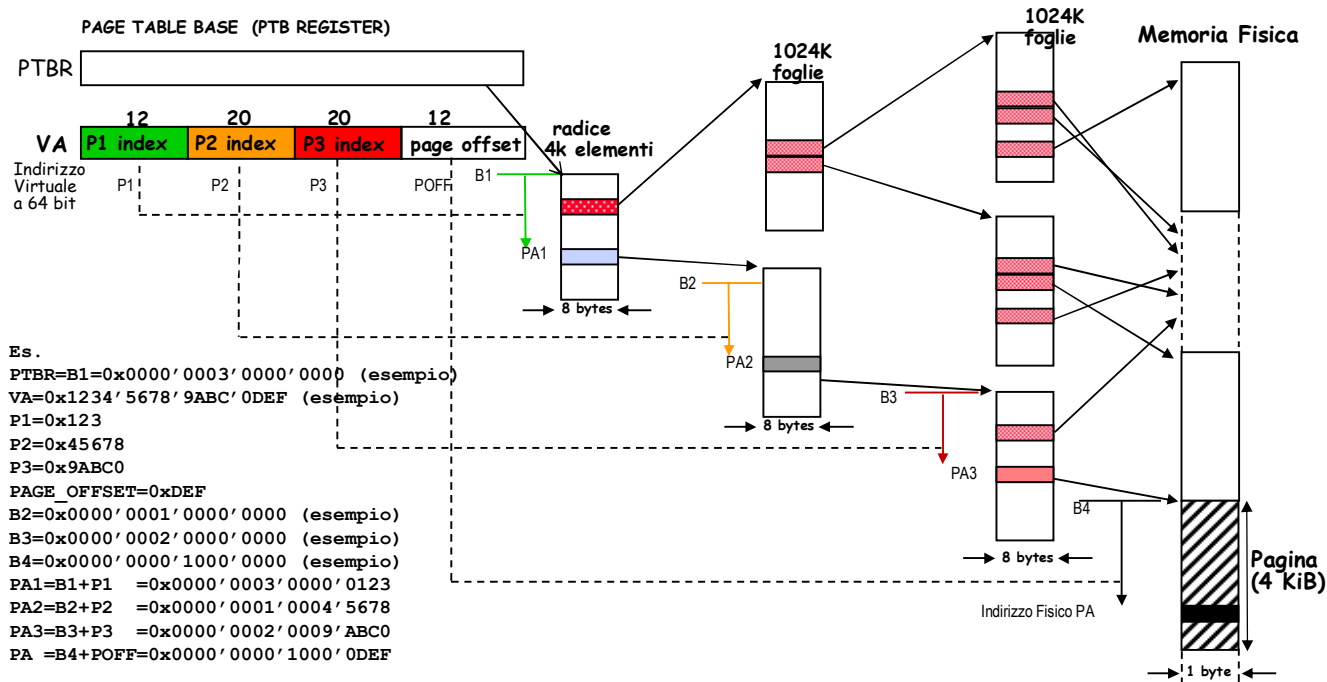 PAGE TABLE BASE (PTB REGISTER)
PTBR
12 20 20 12
VA P1 index P2 index P3 index page offset
Indirizzo
Virtuale
a 64 bit
P1 P2 P3 POFF
radice
4k elementi
B1
PA1
8 bytes
1024K
foglie
B2
PA2
8 bytes
1024K
foglie
B3
PA3
8 bytes
Memoria Fisica
B4
Indirizzo Fisico PA
Pagina
(4 KiB)
1 byte
Es.
PTBR=B1=0x0000'0003'0000'0000 (esempio)
VA=0x1234'5678'9ABC'0DEF (esempio)
P1=0x123
P2=0x45678
P3=0x9ABC0
PAGE_OFFSET=0xDEF
B2=0x0000'0001'0000'0000 (esempio)
B3=0x0000'0002'0000'0000 (esempio)
B4=0x0000'0000'1000'0000 (esempio)
PA1=B1+P1 =0x0000'0003'0000'0123
PA2=B2+P2 =0x0000'0001'0004'5678
PA3=B3+P3 =0x0000'0002'0009'ABC0
PA =B4+POFF=0x0000'0000'1000'0DEF